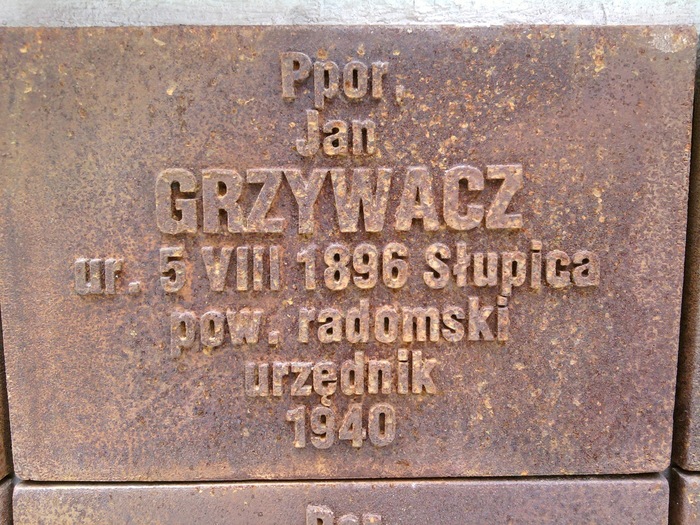 Ppor.
Jan
GRZYWACZ
ur. 5 VIII 1896 Słupica
pow. radomski
urzędnik
1940